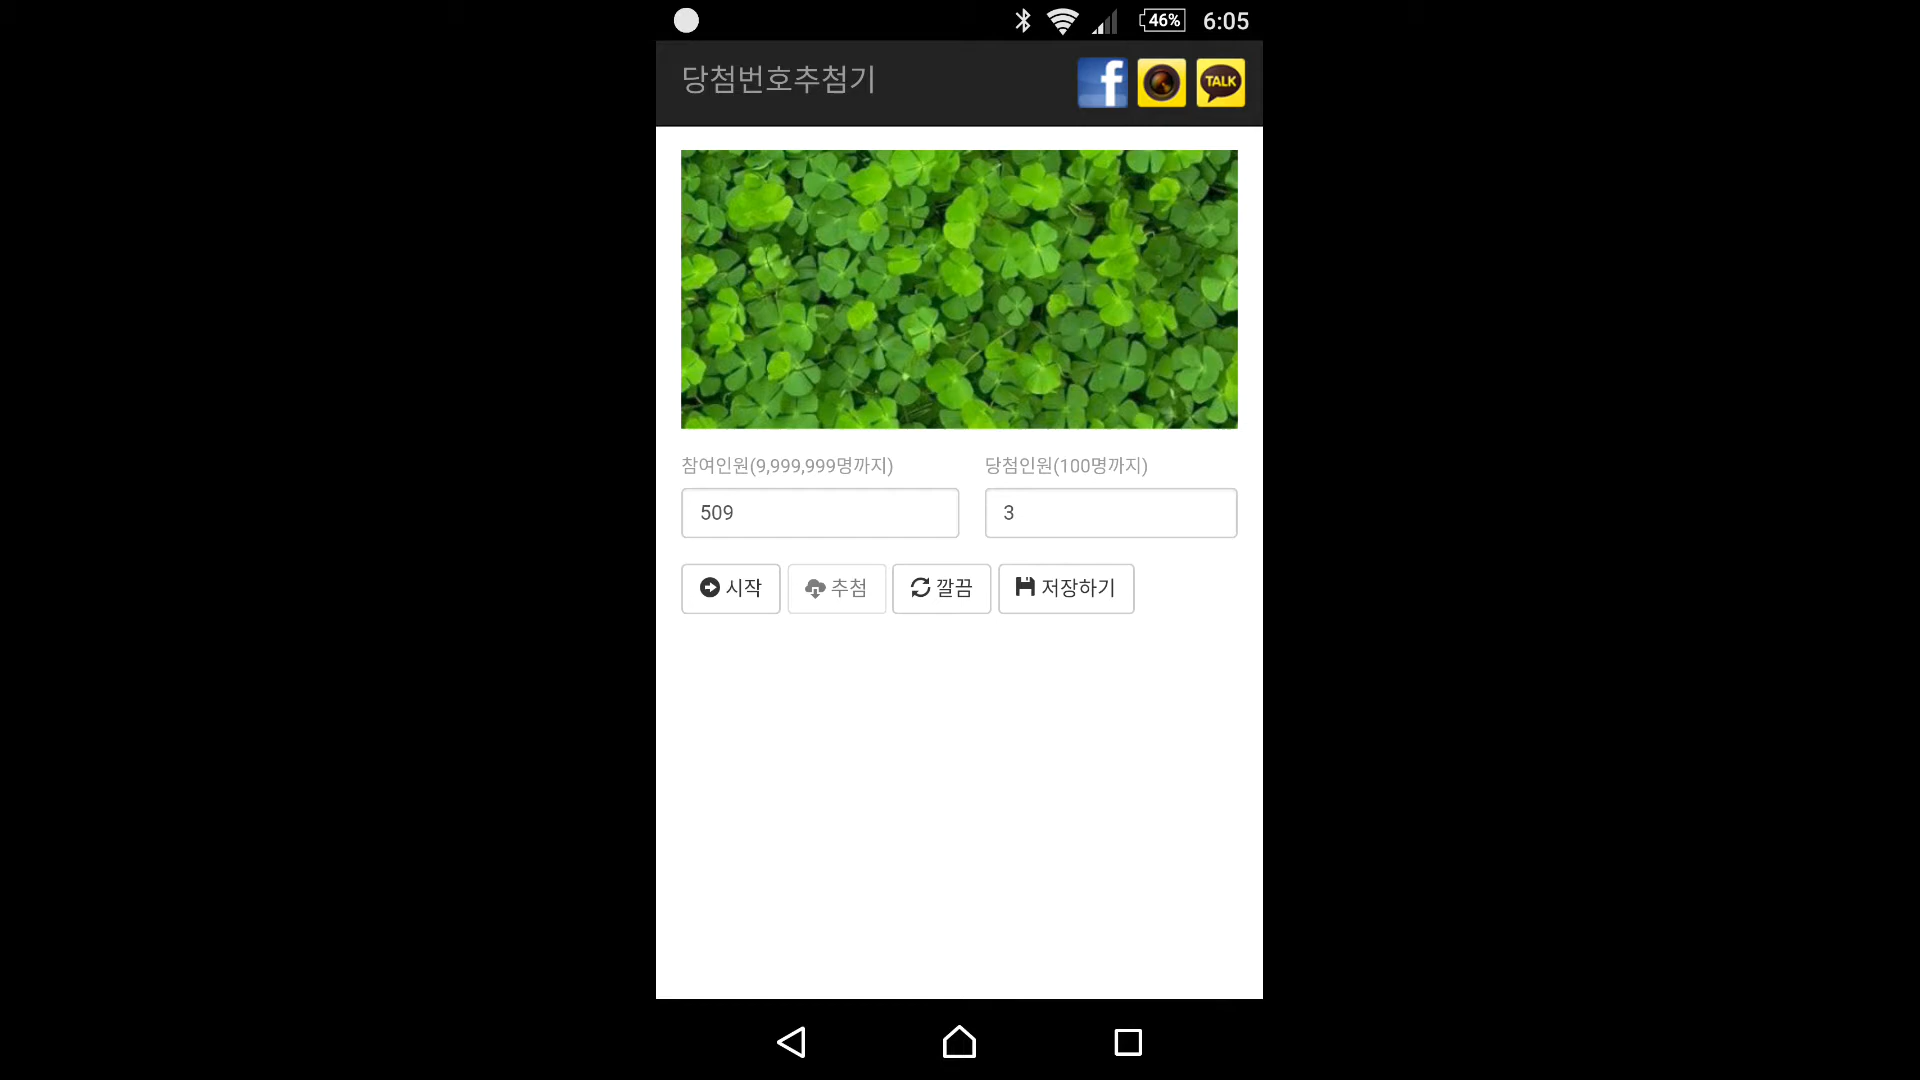 46% 6:05
당첨번호추첨기
f
TALK
참여인원(9,999,999명까지) 당첨인원(100명까지)
509 3
시작 추첨 깔끔 저장하기